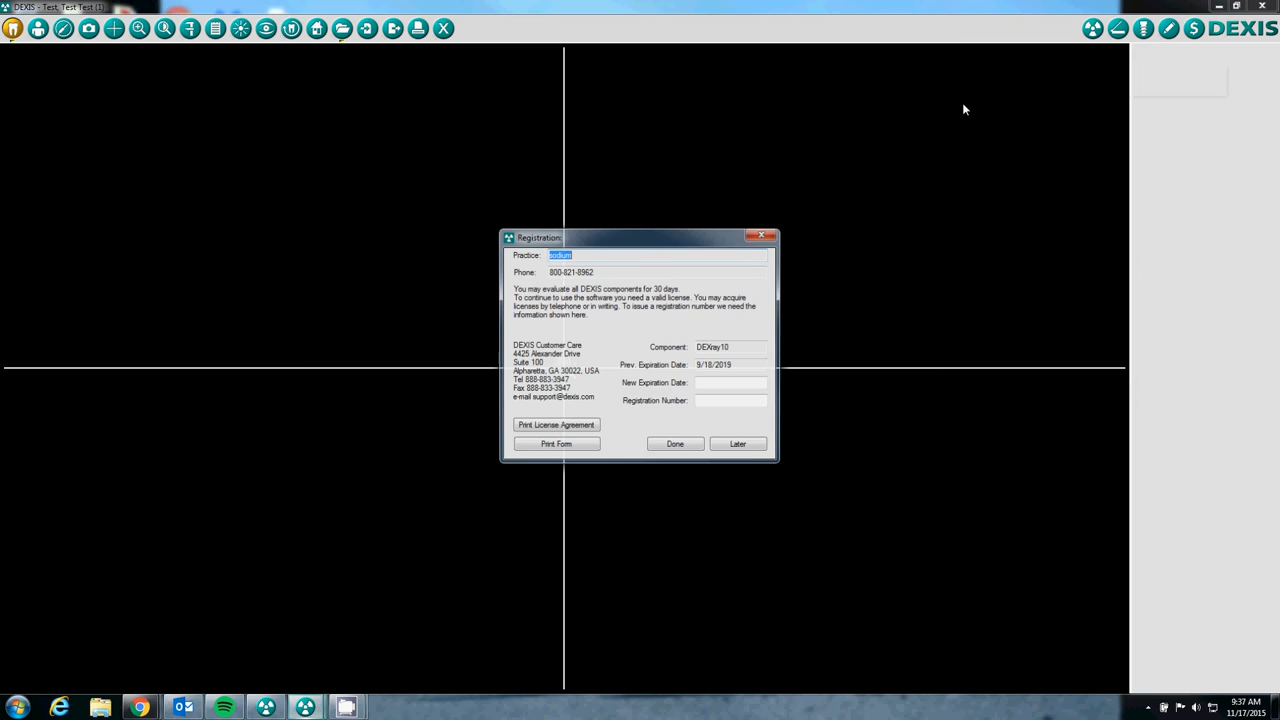 DEXIS - Test, Test Test (1)
DEXIS
Registration:
Practice: sodium
Phone: 800-821-8962
You may evaluate all DEXIS components for 30 days.
To continue to use the software you need a valid license. You may acquire
licenses by telephone or in writing. To issue a registration number we need the
information shown here.
DEXIS Customer Care
4425 Alexander Drive
Suite 100
Alpharetta, GA 30022, USA
Tel 888-883-3947
Fax 888-833-3947
e-mail support@dexis.com
Component: DEXray10
Prev. Expiration Date: 9/18/2019
New Expiration Date:
Registration Number:
Print License Agreement
Print Form
Done
Later
9:37 AM
11/17/2015